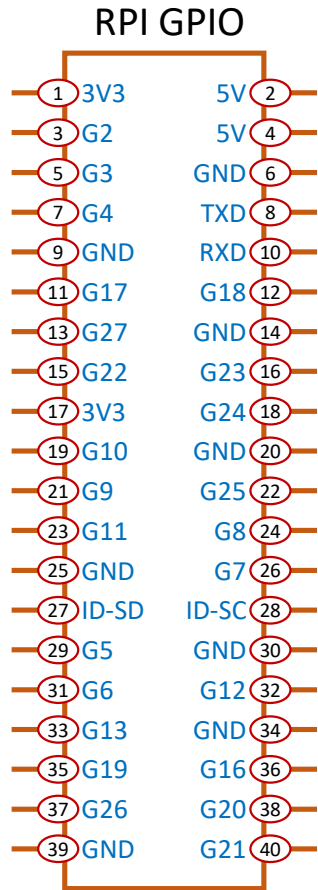 RPI GPIO
1 3V3 5V 2
3 G2 5V 4
5 G3 GND 6
7 G4 TXD 8
9 GND RXD 10
11 G17 G18 12
13 G27 GND 14
15 G22 G23 16
17 3V3 G24 18
19 G10 GND 20
21 G9 G25 22
23 G11 G8 24
25 GND G7 26
27 ID-SD ID-SC 28
29 G5 GND 30
31 G6 G12 32
33 G13 GND 34
35 G19 G16 36
37 G26 G20 38
39 GND G21 40